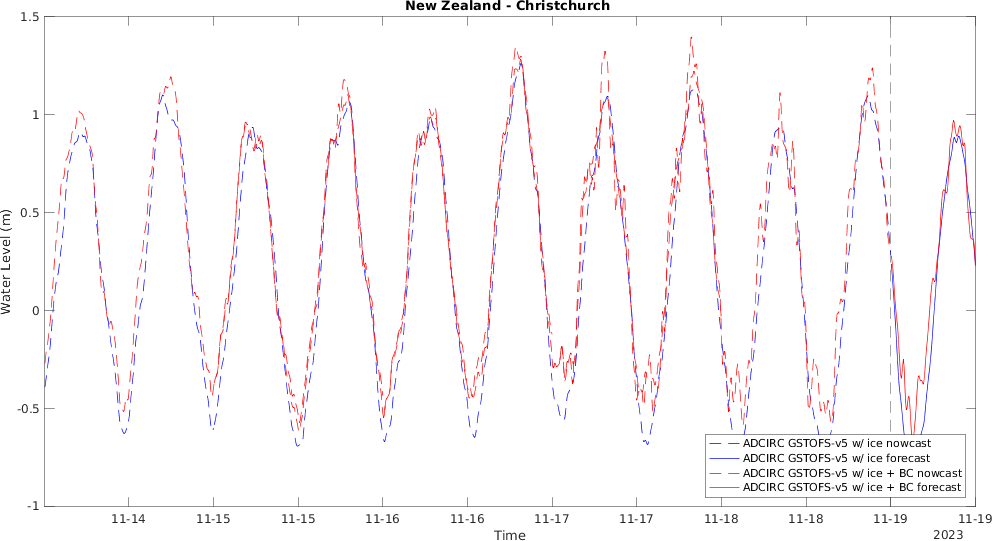 New Zealand - Christchurch
1.5
1
0.5
0
-0.5
-1
Water Level (m)
ADCIRC GSTOFS-v5 w/ ice nowcast
ADCIRC GSTOFS-v5 w/ ice forecast
ADCIRC GSTOFS-v5 w/ ice + BC nowcast
ADCIRC GSTOFS-v5 w/ ice + BC forecast
11-14 11-15 11-15 11-16 11-16 11-17 11-17 11-18 11-18 11-19 11-19
Time
2023